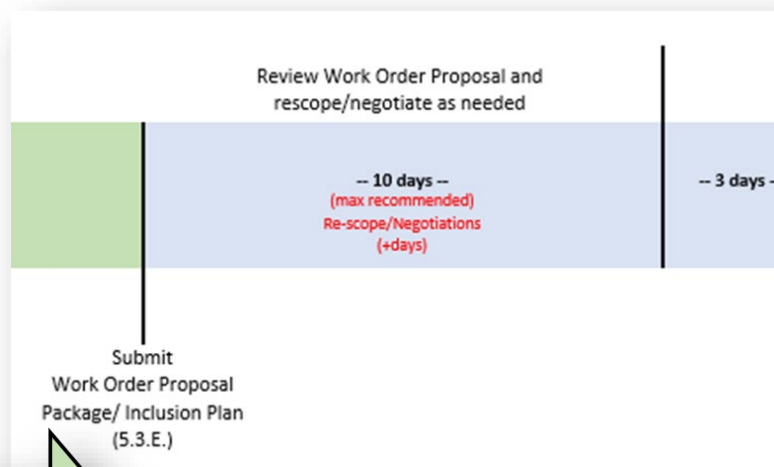 Review Work Order Proposal and
rescope/negotiate as needed
-- 10 days --
(max recommended)
Re-scope/Negotiations
(+days)
-- 3 days -
Submit
Work Order Proposal
Package/ Inclusion Plan
(5.3.E.)